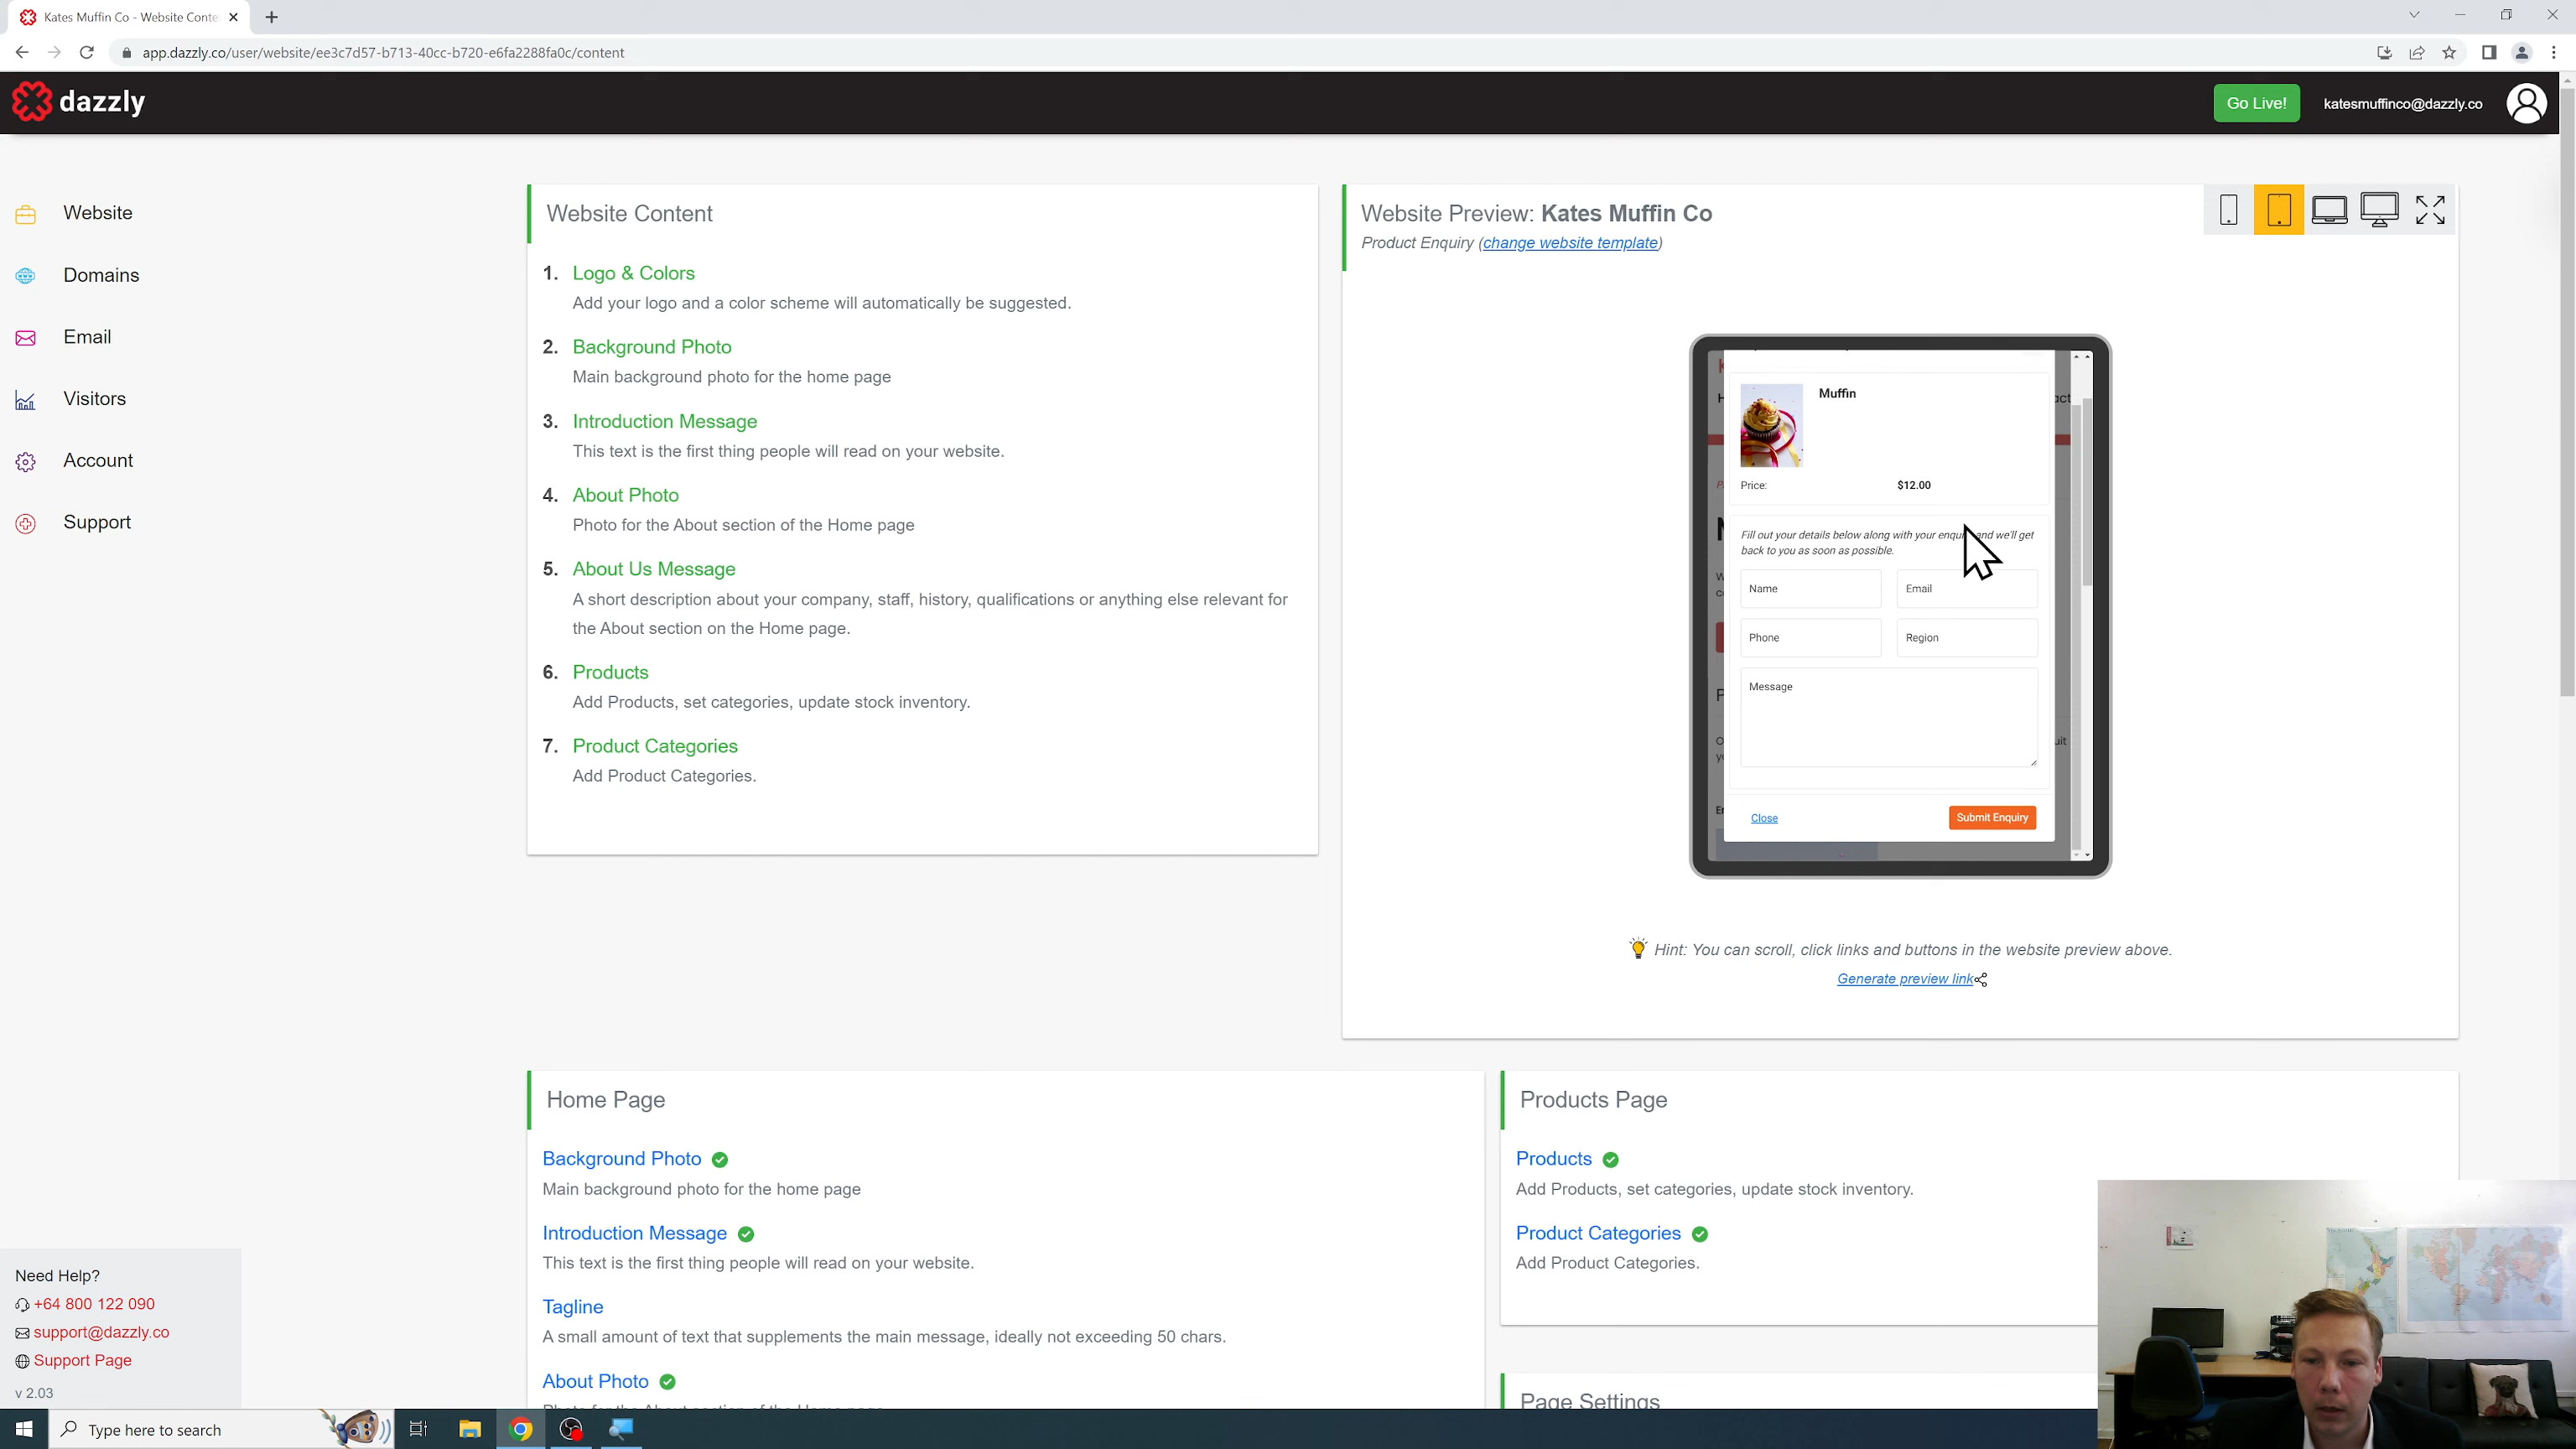 Kates Muffin Co - Website Conte
app.dazzly.co/user/website/ee3c7d57-b713-40cc-b720-e6fa2288fa0c/content
dazzly
Go Live!
katesmuffinco@dazzly.co
Website
Domains
Email
Visitors
Account
Support
Website Content
1. Logo & Colors
Add your logo and a color scheme will automatically be suggested.
2. Background Photo
Main background photo for the home page
3. Introduction Message
This text is the first thing people will read on your website.
4. About Photo
Photo for the About section of the Home page
5. About Us Message
A short description about your company, staff, history, qualifications or anything else relevant for
the About section on the Home page.
6. Products
Add Products, set categories, update stock inventory.
7. Product Categories
Add Product Categories.
Website Preview: Kates Muffin Co
Product Enquiry (change website template)
Muffin
Price: $12.00
Fill out your details below along with your enqui and we'll get
back to you as soon as possible.
Name Email
Phone Region
Message
Close Submit Enquiry
Hint: You can scroll, click links and buttons in the website preview above.
Generate preview link
Home Page
Background Photo
Main background photo for the home page
Introduction Message
This text is the first thing people will read on your website.
Tagline
A small amount of text that supplements the main message, ideally not exceeding 50 chars.
About Photo
Products Page
Products
Add Products, set categories, update stock inventory.
Product Categories
Add Product Categories.
Page Settings
Need Help?
+64 800 122 090
support@dazzly.co
Support Page
v 2.03
Type here to search